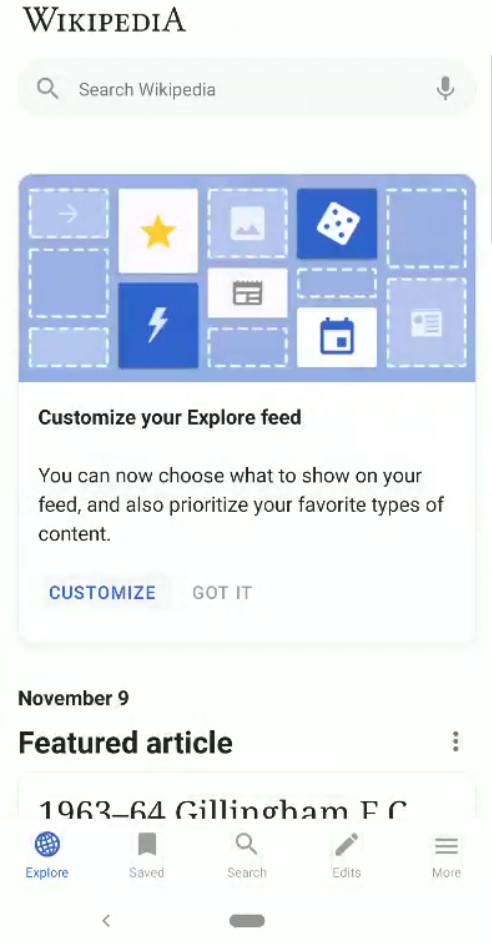 WIKIPEDIA
Search Wikipedia
Customize your Explore feed
You can now choose what to show on your
feed, and also prioritize your favorite types of
content.
CUSTOMIZE GOT IT
November 9
Featured article
1963–64 Gillingham F.C.
Explore Saved Search Edits More